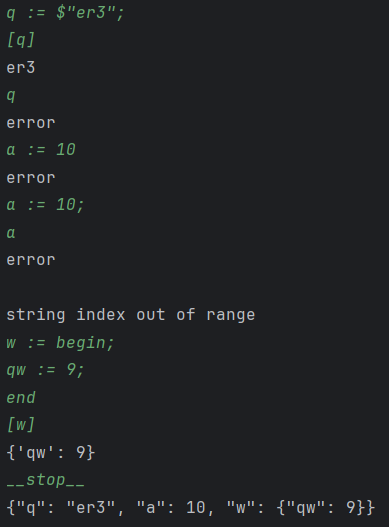 q := $"er3";
[q]
er3
q
error
a := 10
error
a := 10;
a
error
string index out of range
w := begin;
qw := 9;
end
[w]
{'qw': 9}
__stop__
{"q": "er3", "a": 10, "w": {"qw": 9}}